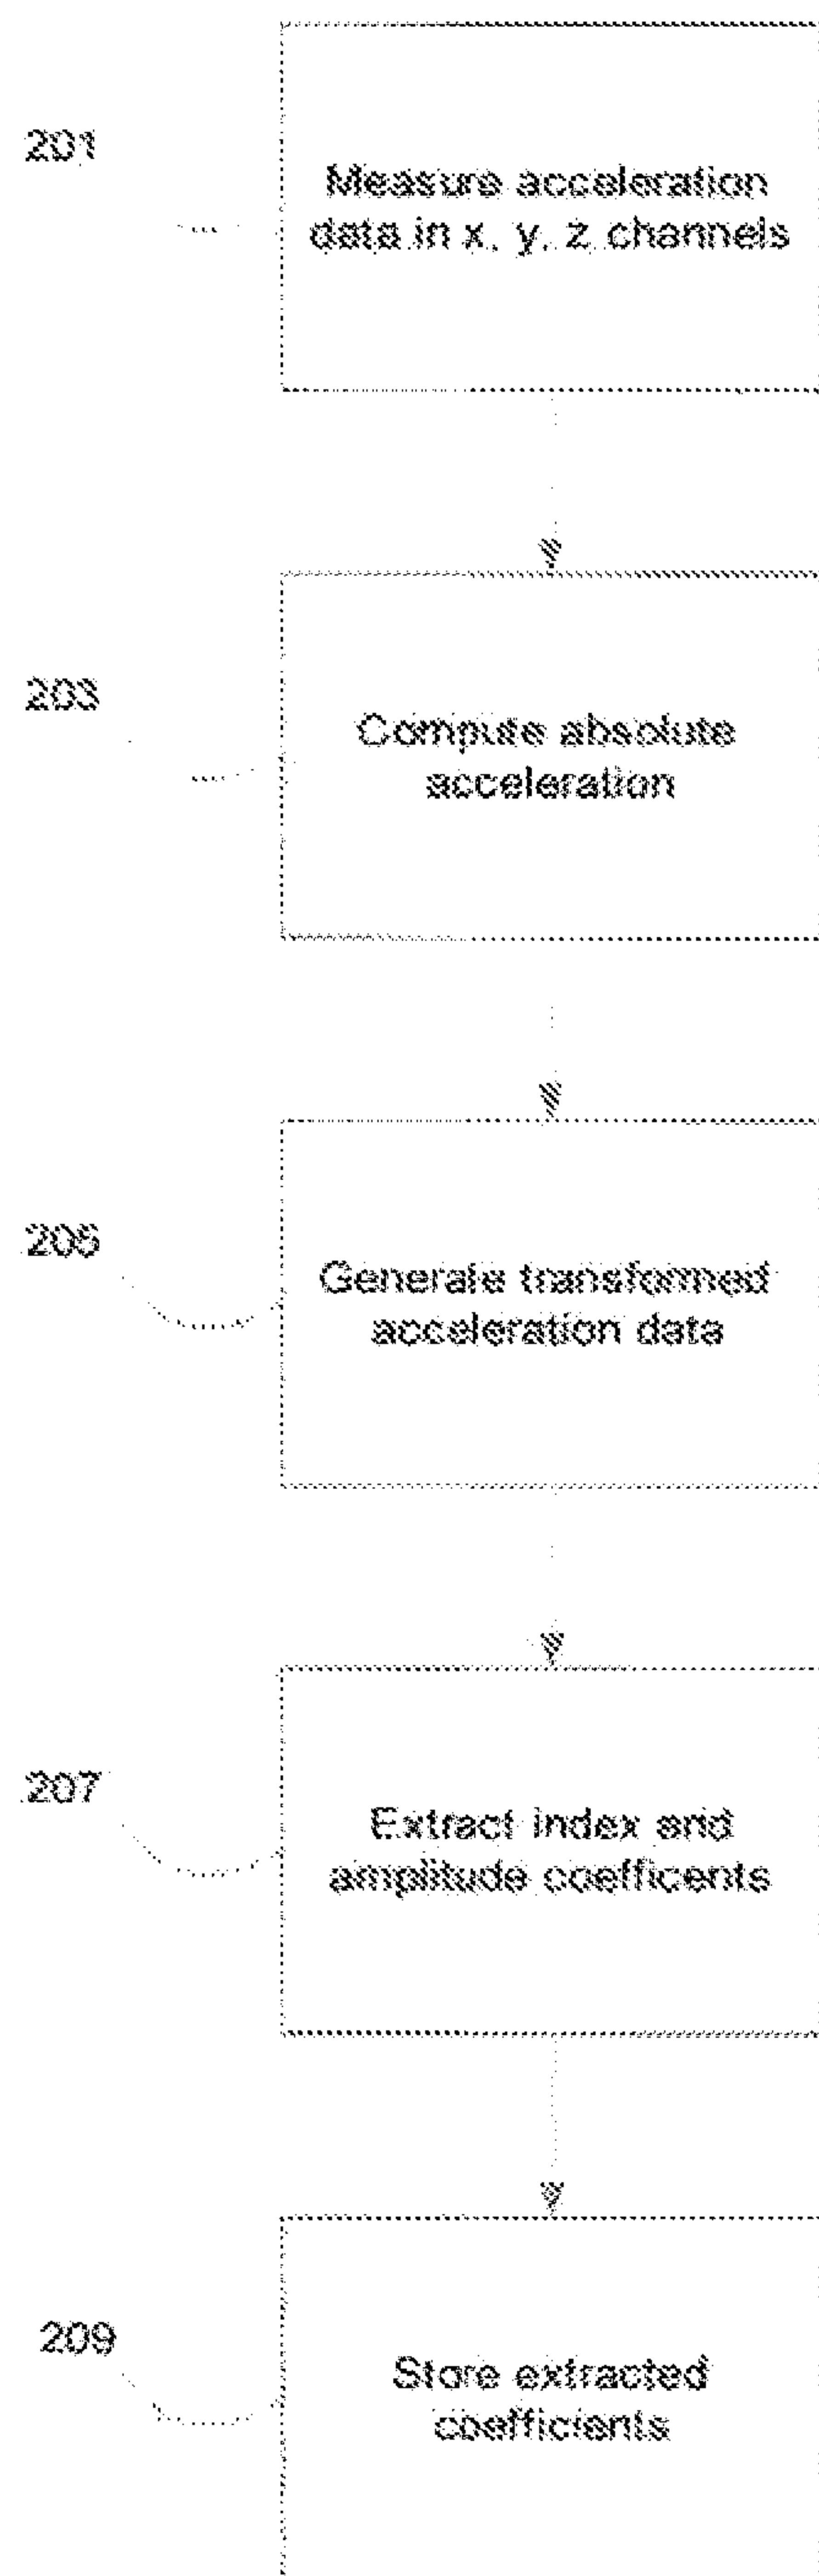 201
Measure acceleration
data in x, y, z channels
203
Compute absolute
acceleration
205
Generate transformed
acceleration data
207
Extract index and
amplitude coefficents
209
Store extracted
coefficients